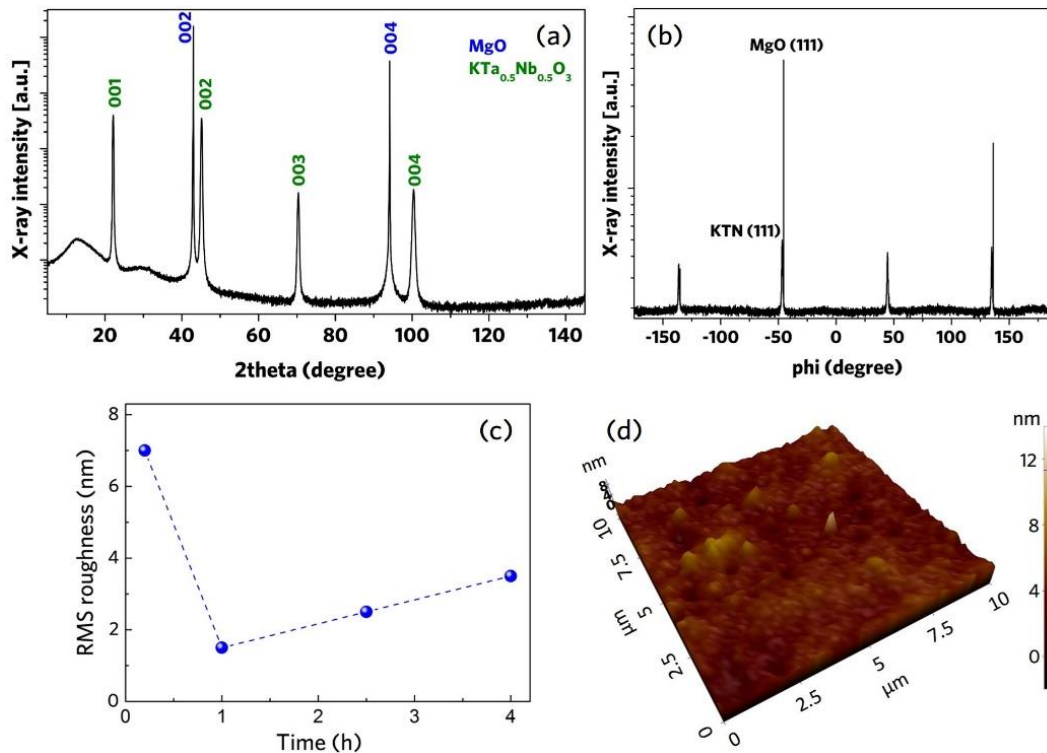 (a)
002
004
MgO
KTa0.5Nb0.5O3
001
002
003
004
X-ray intensity [a.u.]
20 40 60 80 100 120 140
2theta (degree)
(b)
MgO (111)
KTN (111)
X-ray intensity [a.u.]
-150 -100 -50 0 50 100 150
phi (degree)
(c)
RMS roughness (nm)
8
6
4
2
0
0 1 2 3 4
Time (h)
(d)
nm
12
8
4
0
nm
8
4
0
10
7.5
5
µm
2.5
0
0
2.5
5
µm
7.5
10